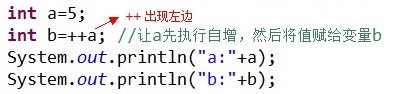 int a=5;
++ 出现左边
int b=++a; //让a先执行自增，然后将值赋给变量b
System.out.println("a:"+a);
System.out.println("b:"+b);